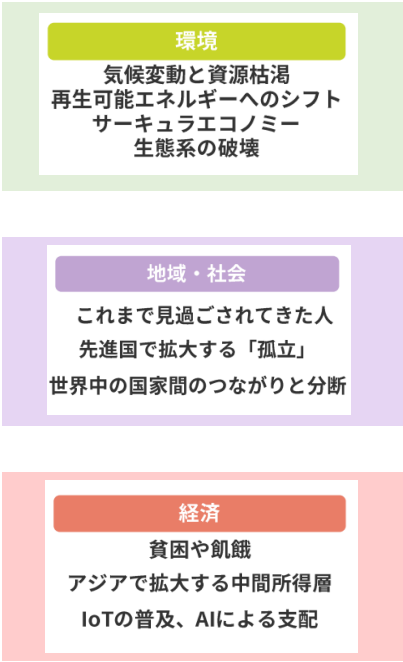 環境
気候変動と資源枯渇
再生可能エネルギーへのシフト
サーキュラエコノミー
生態系の破壊
地域・社会
これまで見過ごされてきた人
先進国で拡大する「孤立」
世界中の国家間のつながりと分断
経済
貧困や飢餓
アジアで拡大する中間所得層
IoTの普及、AIによる支配